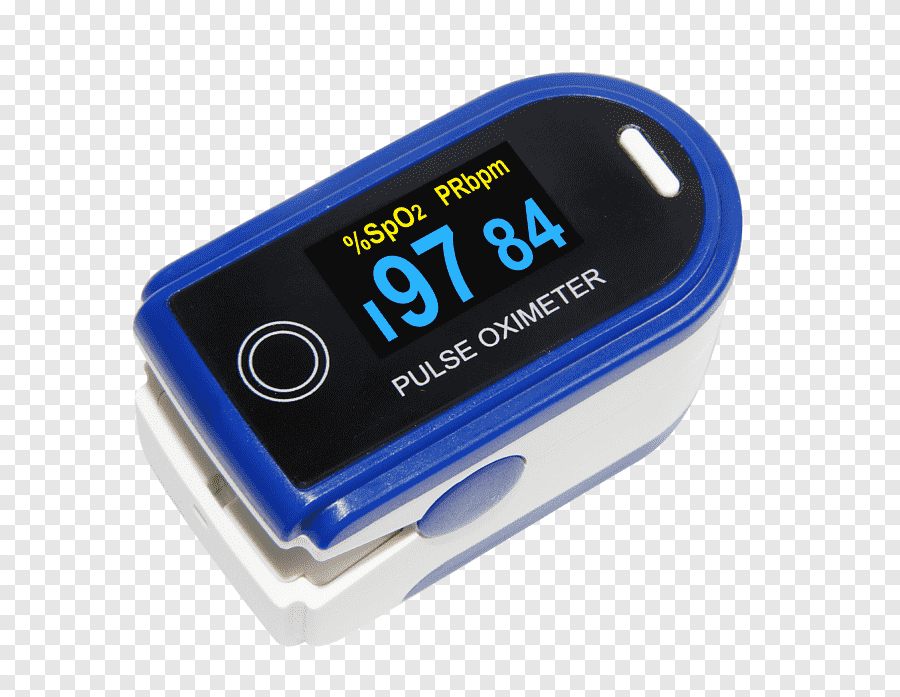 %SpO2 PRbpm
97 84
PULSE OXIMETER